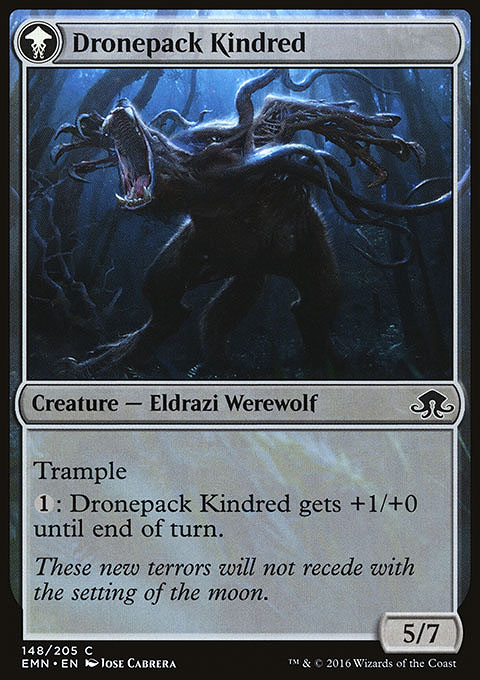 Dronepack Kindred
Creature — Eldrazi Werewolf
Trample
1: Dronepack Kindred gets +1/+0
until end of turn.
These new terrors will not recede with
the setting of the moon.
5/7
148/205 C
EMN • EN Jose Cabrera
™ & © 2016 Wizards of the Coast